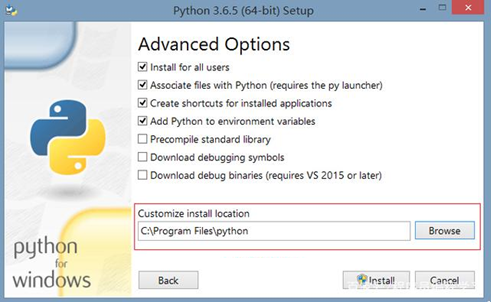 Python 3.6.5 (64-bit) Setup
Advanced Options
Install for all users
Associate files with Python (requires the py launcher)
Create shortcuts for installed applications
Add Python to environment variables
Precompile standard library
Download debugging symbols
Download debug binaries (requires VS 2015 or later)
Customize install location
C:\Program Files\python
Browse
python
for
windows
Back
Install
Cancel